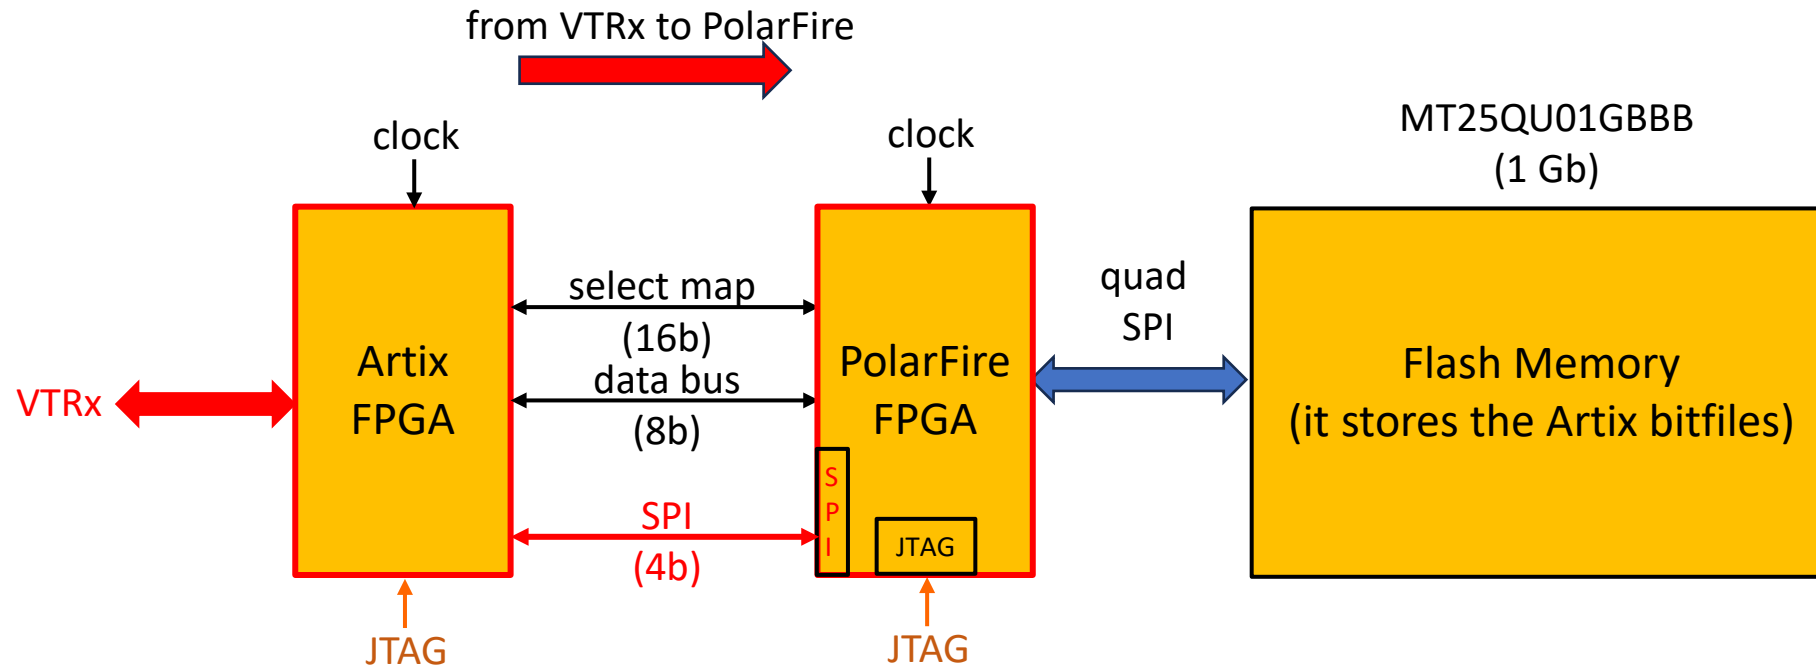 from VTRx to PolarFire
clock
clock
MT25QU01GBBB
(1 Gb)
select map
(16b)
data bus
(8b)
SPI
(4b)
Artix
FPGA
PolarFire
FPGA
S
P
I
JTAG
quad
SPI
Flash Memory
(it stores the Artix bitfiles)
VTRx
JTAG
JTAG